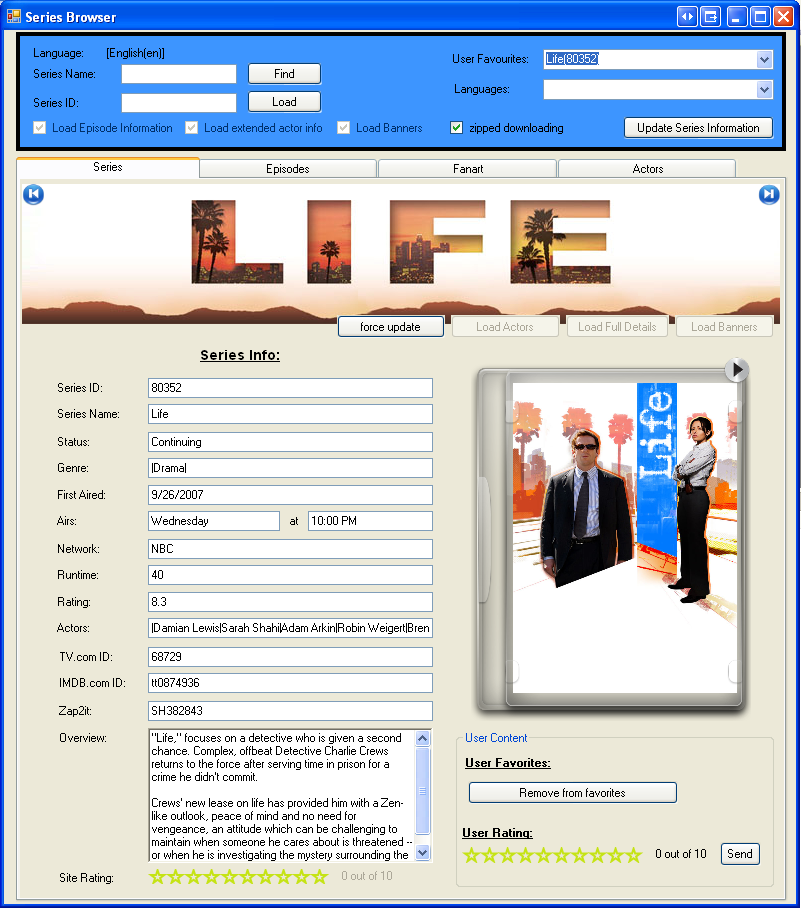 Series Browser
Language: [English(en)]
Series Name: Find
Series ID: Load
User Favourites: Life(80352)
Languages:
Load Episode Information Load extended actor info Load Banners zipped downloading Update Series Information
Series Episodes Fanart Actors
LIFE
force update Load Actors Load Full Details Load Banners
Series Info:
Series ID: 80352
Series Name: Life
Status: Continuing
Genre: |Drama|
First Aired: 9/26/2007
Airs: Wednesday at 10:00 PM
Network: NBC
Runtime: 40
Rating: 8.3
Actors: |Damian Lewis|Sarah Shahi|Adam Arkin|Robin Weigert|Bren
TV.com ID: 68729
IMDB.com ID: tt0874936
Zap2it: SH382843
Overview: "Life," focuses on a detective who is given a second
chance. Complex, offbeat Detective Charlie Crews
returns to the force after serving time in prison for a
crime he didn't commit.
Crews' new lease on life has provided him with a Zen-
like outlook, peace of mind and no need for
vengeance, an attitude which can be challenging to
maintain when someone he cares about is threatened --
or when he is investigating the mystery surrounding the
Site Rating: 0 out of 10
Life
User Content
User Favorites:
Remove from favorites
User Rating:
0 out of 10 Send